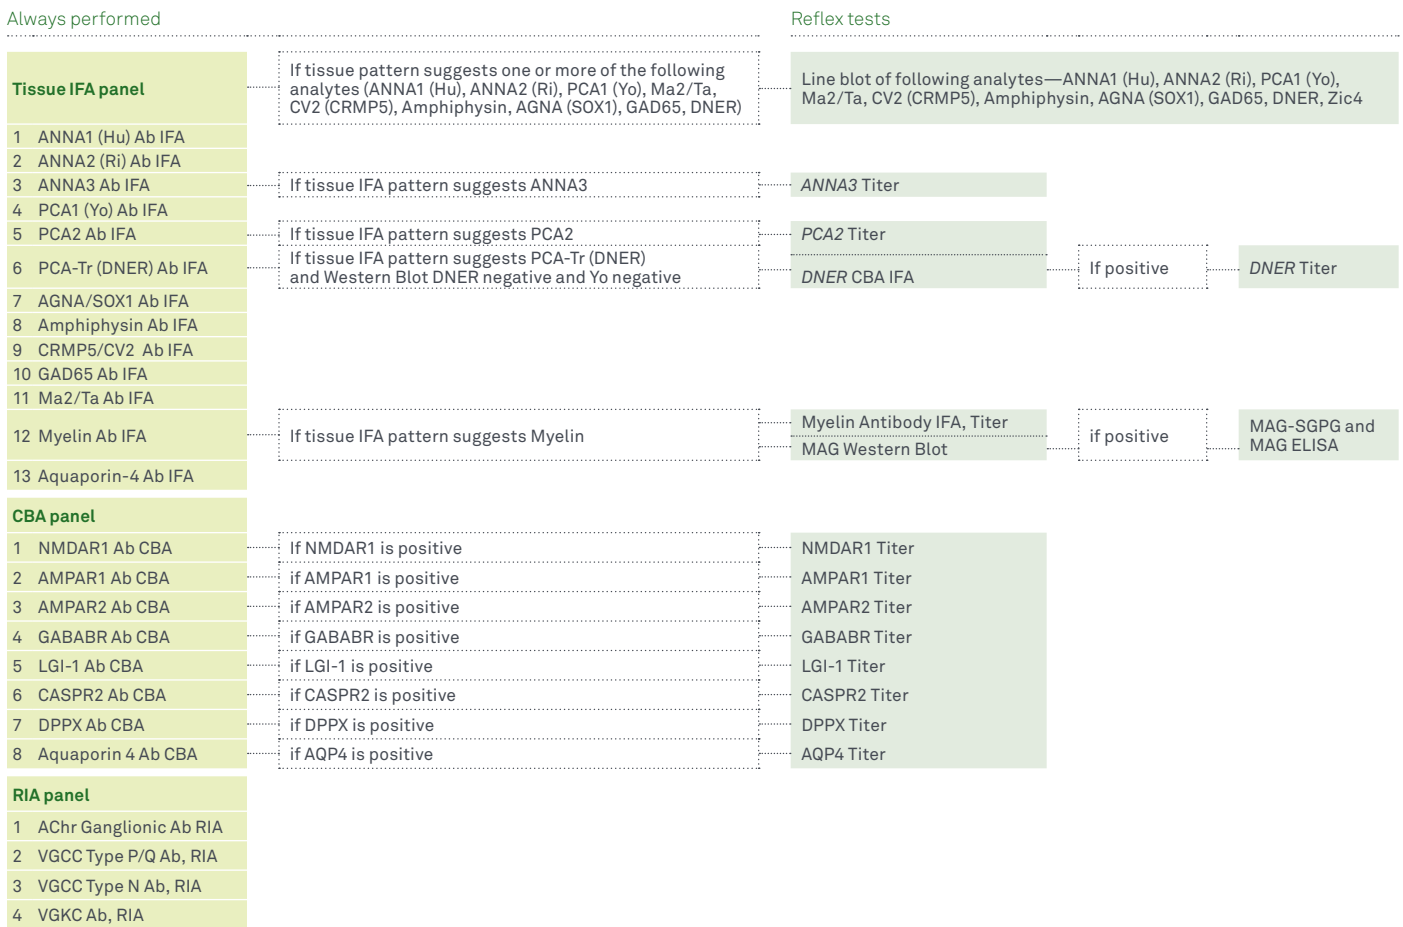 Always performed
Reflex tests
Tissue IFA panel
If tissue pattern suggests one or more of the following
analytes (ANNA1 (Hu), ANNA2 (Ri), PCA1 (Yo), Ma2/Ta,
CV2 (CRMP5), Amphiphysin, AGNA (SOX1), GAD65, DNER)
Line blot of following analytes—ANNA1 (Hu), ANNA2 (Ri), PCA1 (Yo),
Ma2/Ta, CV2 (CRMP5), Amphiphysin, AGNA (SOX1), GAD65, DNER, Zic4
1 ANNA1 (Hu) Ab IFA
2 ANNA2 (Ri) Ab IFA
3 ANNA3 Ab IFA
If tissue IFA pattern suggests ANNA3
ANNA3 Titer
4 PCA1 (Yo) Ab IFA
5 PCA2 Ab IFA
If tissue IFA pattern suggests PCA2
PCA2 Titer
6 PCA-Tr (DNER) Ab IFA
If tissue IFA pattern suggests PCA-Tr (DNER)
and Western Blot DNER negative and Yo negative
DNER CBA IFA
If positive
DNER Titer
7 AGNA/SOX1 Ab IFA
8 Amphiphysin Ab IFA
9 CRMP5/CV2 Ab IFA
10 GAD65 Ab IFA
11 Ma2/Ta Ab IFA
12 Myelin Ab IFA
If tissue IFA pattern suggests Myelin
Myelin Antibody IFA, Titer
MAG Western Blot
if positive
MAG-SGPG and
MAG ELISA
13 Aquaporin-4 Ab IFA
CBA panel
1 NMDAR1 Ab CBA
If NMDAR1 is positive
NMDAR1 Titer
2 AMPAR1 Ab CBA
if AMPAR1 is positive
AMPAR1 Titer
3 AMPAR2 Ab CBA
if AMPAR2 is positive
AMPAR2 Titer
4 GABABR Ab CBA
if GABABR is positive
GABABR Titer
5 LGI-1 Ab CBA
if LGI-1 is positive
LGI-1 Titer
6 CASPR2 Ab CBA
if CASPR2 is positive
CASPR2 Titer
7 DPPX Ab CBA
if DPPX is positive
DPPX Titer
8 Aquaporin 4 Ab CBA
if AQP4 is positive
AQP4 Titer
RIA panel
1 AChr Ganglionic Ab RIA
2 VGCC Type P/Q Ab, RIA
3 VGCC Type N Ab, RIA
4 VGKC Ab, RIA